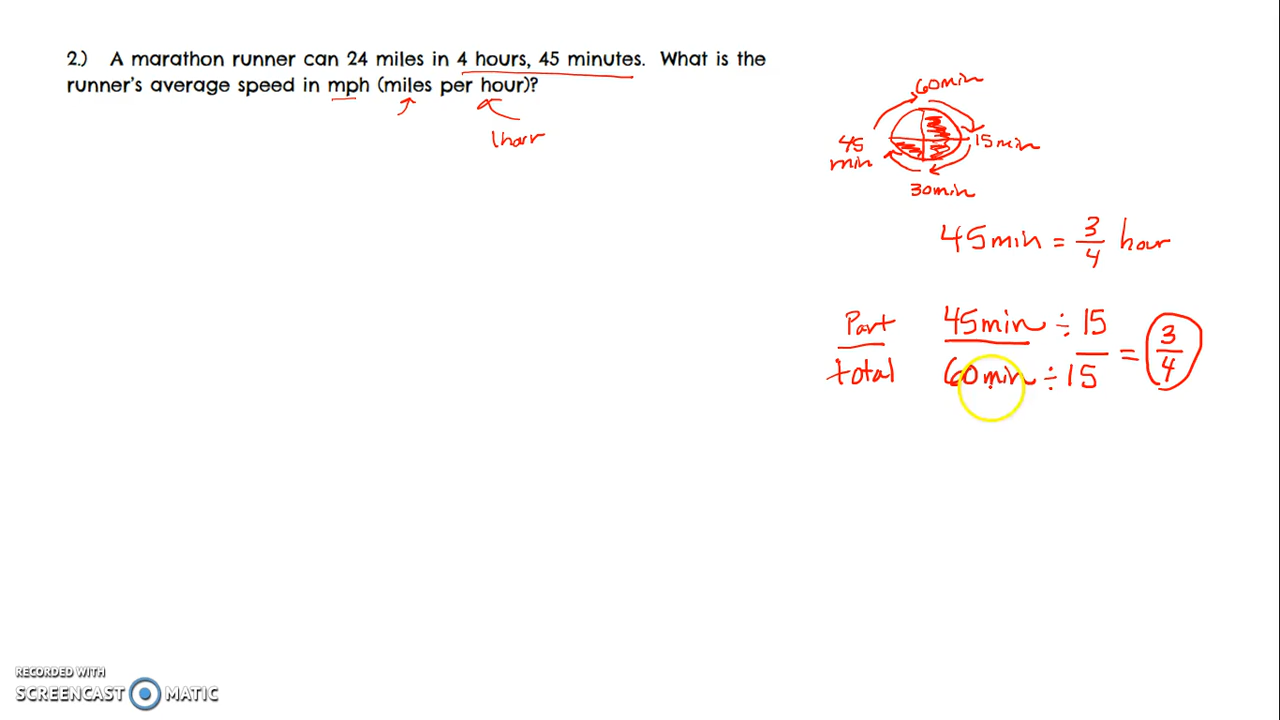 2.) A marathon runner can 24 miles in 4 hours, 45 minutes. What is the
runner's average speed in mph (miles per hour)?
1 hour
60min
15min
45
min
30min
45min = 3/4 hour
Part 45min ÷ 15
total 60min ÷ 15 = 3/4
RECORDED WITH
SCREENCAST MATIC